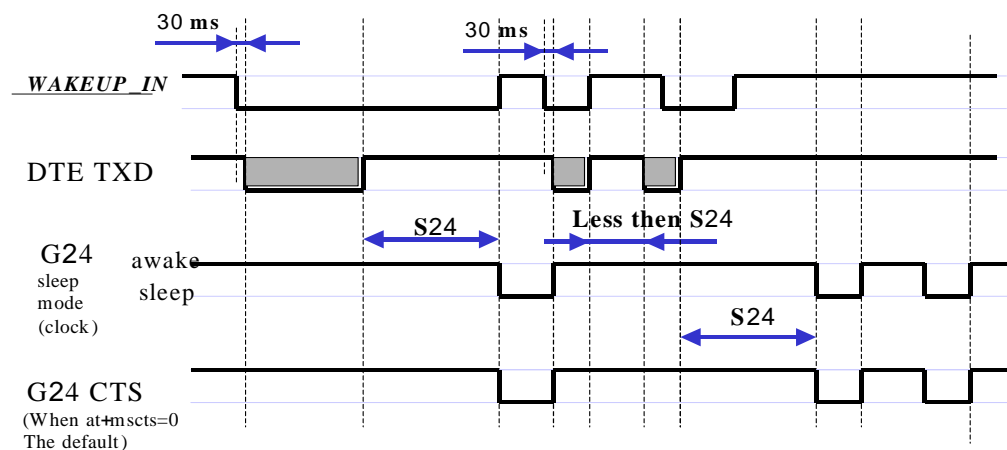 30 ms
30 ms
WAKEUP_IN
DTE TXD
Less then S24
S24
G24
awake
sleep
sleep
mode
(clock)
S24
G24 CTS
(When at+mscts=0
The default)